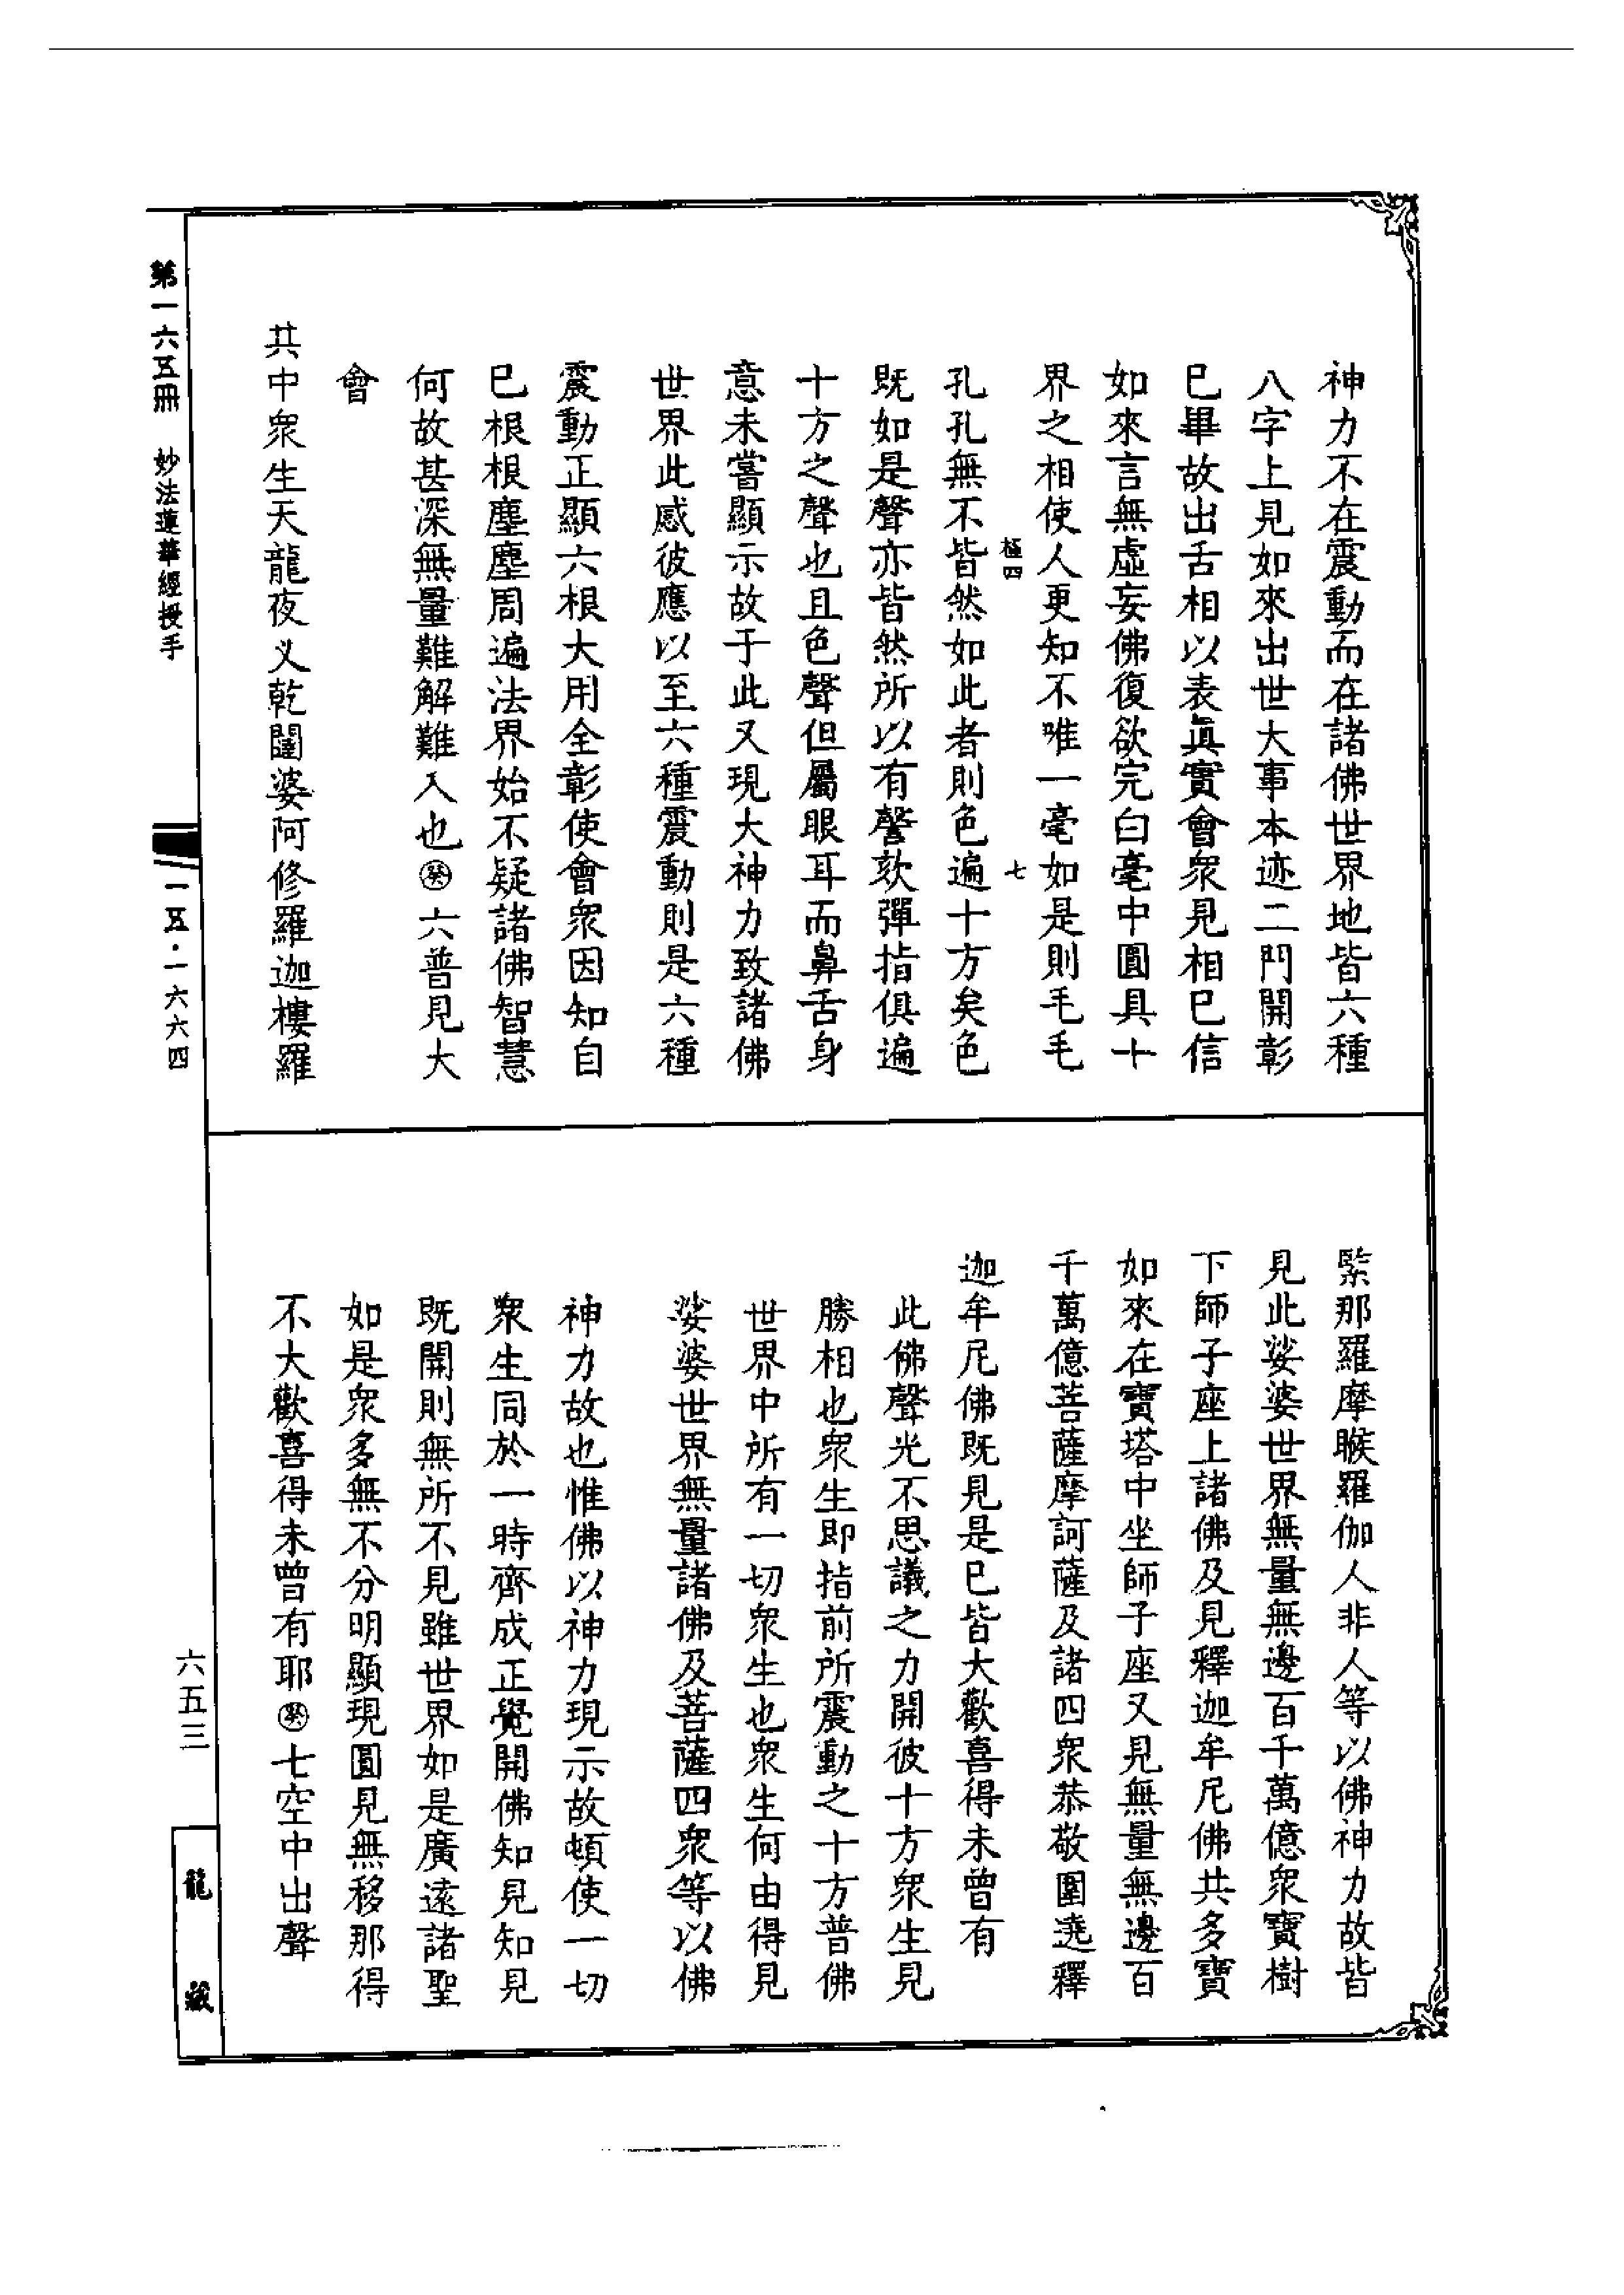 神力不在震動而在諸佛世界地皆六種
八字上見如來出世大事本迹二門開彰
已畢故出舌相以表真實會衆見相已信
如來言無虛妄佛復欲完白毫中圓具十
界之相使人更知不唯一毫如是則毛毛
極四
七
孔孔無不皆然如此者則色遍十方矣色
既如是聲亦皆然所以有謦欬彈指俱遍
十方之聲也且色聲但屬眼耳而鼻舌身
意未嘗顯示故于此又現大神力致諸佛
世界此感彼應以至六種震動則是六種
震動正顯六根大用全彰使會衆因知自
已根根塵塵周遍法界始不疑諸佛智慧
何故甚深無量難解難入也㊛六普見大
會
其中衆生天龍夜义乾闥婆阿修羅迦樓羅
緊那羅摩睺羅伽人非人等以佛神力故皆
見此娑婆世界無量無邊百千萬億衆寶樹
下師子座上諸佛及見釋迦牟尼佛共多寶
如來在寶塔中坐師子座又見無量無邊百
千萬億菩薩摩訶薩及諸四衆恭敬圍遶釋
迦牟尼佛既見是已皆大歡喜得未曾有
此佛聲光不思議之力開彼十方衆生見
勝相也衆生即指前所震動之十方普佛
世界中所有一切衆生也衆生何由得見
娑婆世界無量諸佛及菩薩四衆等以佛
神力故也惟佛以神力現示故頓使一切
衆生同於一時齊成正覺開佛知見知見
既開則無所不見雖世界如是廣遠諸聖
如是衆多無不分明顯現圓見無移那得
不大歡喜得未曾有耶癸七空中出聲
第一六五冊 妙法蓮華經授手
一五·一六六四
六五三
龍藏